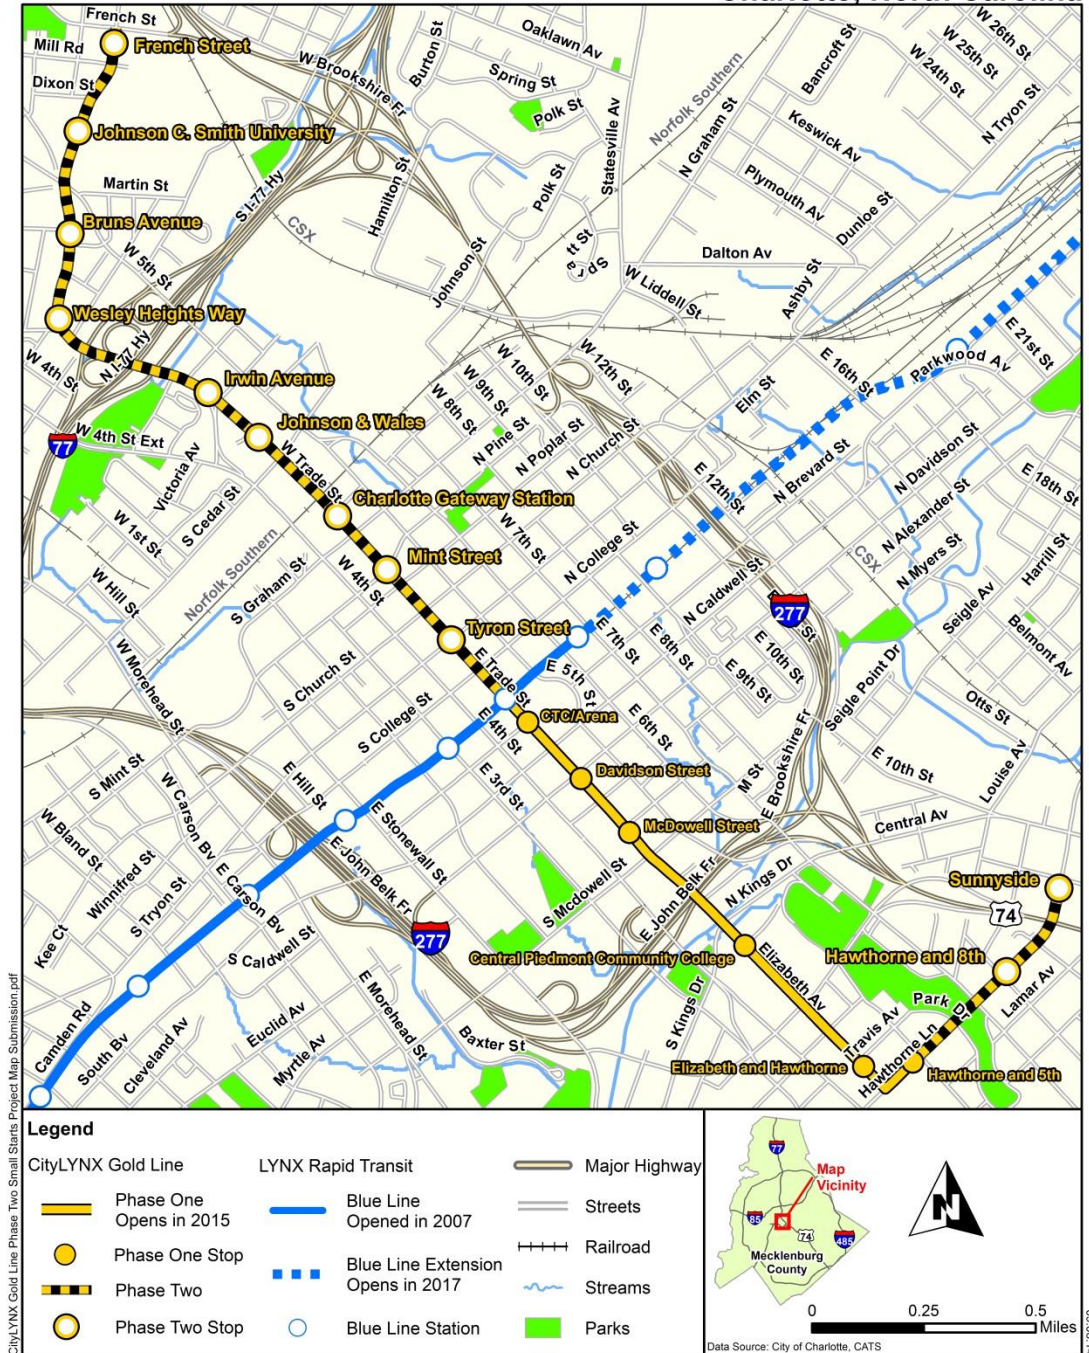 French St
Mill Rd
French Street
Dixon St
W Brookshire Fr
Burton St
Oaklawn Av
Spring St
Polk St
Statesville Av
Norfolk Southern
N Graham St
Bancroft St
W 26th St
W 25th St
W 24th St
N Tryon St
Keswick Av
Johnson C. Smith University
Martin St
S I-77 Hy
Hamilton St
Polk St
Plymouth Av
Dunloe St
Bruns Avenue
CSX
W 5th St
Johnson St
Spratt St
Dalton Av
W Liddell St
Ashby St
Wesley Heights Way
N I-77 Hy
W 4th St
Irwin Avenue
W 10th St
W 9th St
W 8th St
W 12th St
E 16th St
Parkwood Av
E 21st St
Elm St
Johnson & Wales
77
W 4th St Ext
Victoria Av
W Trade St
N Pine St
N Poplar St
N Church St
E 12th St
N Brevard St
N Davidson St
E 18th St
S Cedar St
Charlotte Gateway Station
N Alexander St
W 1st St
W 7th St
N College St
N Myers St
CSX
Harrill St
Mint Street
Norfolk Southern
W 4th St
W Hill St
S Graham St
N Caldwell St
277
Seigle Av
Belmont Av
Tyron Street
E 7th St
E 8th St
E 9th St
E 10th St
W Morehead St
S Church St
E Trade St
E 5th St
Seigle Point Dr
Otts St
S College St
CTC/Arena
E 4th St
E 6th St
S Mint St
E Hill St
E 3rd St
Davidson Street
M St
E Brookshire Fr
E 10th St
Louise Av
W Carson Bv
W Bland St
E Stonewall St
McDowell Street
Central Av
E John Belk Fr
Winnifred St
E Carson Bv
S Tryon St
S Mcdowell St
E John Belk Fr
N Kings Dr
Sunnyside
74
Kee Ct
277
S Caldwell St
Central Piedmont Community College
Elizabeth Av
Hawthorne and 8th
Lamar Av
Park Dr
Camden Rd
South Bv
Cleveland Av
Euclid Av
Myrtle Av
E Morehead St
Baxter St
S Kings Dr
Travis Av
Hawthorne Ln
Elizabeth and Hawthorne
Hawthorne and 5th
CityLYNX Gold Line Phase Two Small Starts Project Map Submission.pdf
Legend
CityLYNX Gold Line
Phase One
Opens in 2015
Phase One Stop
Phase Two
Phase Two Stop
LYNX Rapid Transit
Blue Line
Opened in 2007
Blue Line Extension
Opens in 2017
Blue Line Station
Major Highway
Streets
Railroad
Streams
Parks
77
Map
Vicinity
85
74
485
Mecklenburg
County
N
0 0.25 0.5
Miles
Data Source: City of Charlotte, CATS